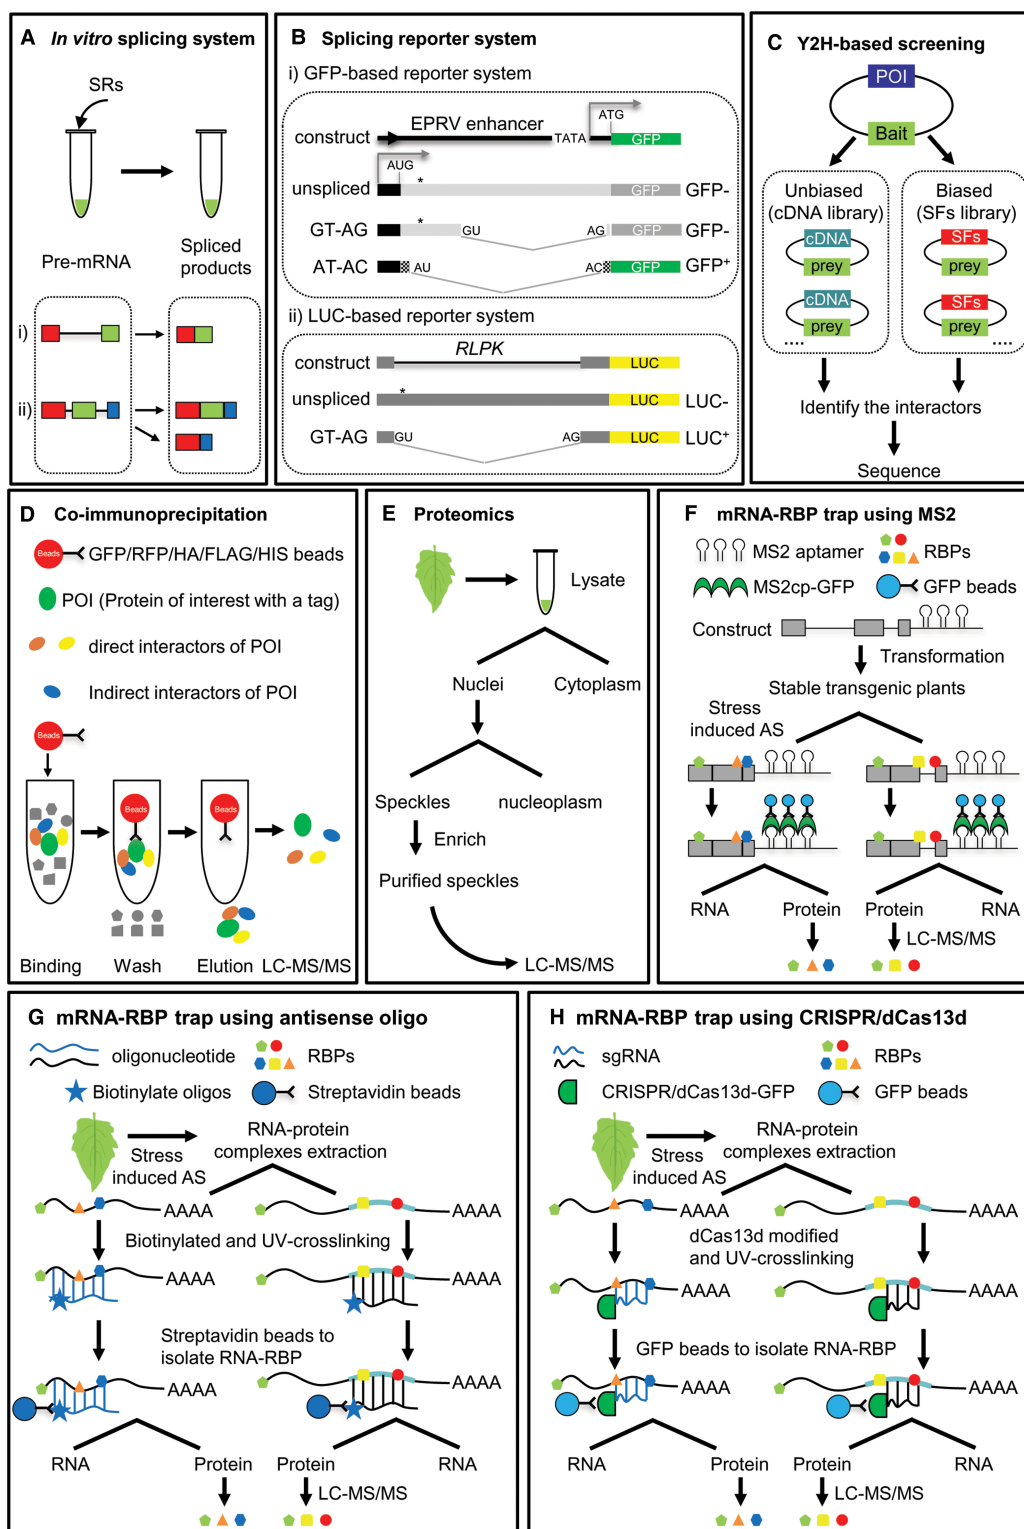 A In vitro splicing system
SRs
Pre-mRNA
Spliced
products
i)
ii)
B Splicing reporter system
i) GFP-based reporter system
construct
EPRV enhancer
TATA
ATG
GFP
AUG
unspliced
*
GFP
GFP-
GT-AG
*
GU
AG
GFP
GFP-
AT-AC
AU
AC
GFP
GFP+
ii) LUC-based reporter system
construct
RLPK
LUC
unspliced
*
LUC
LUC-
GT-AG
GU
AG
LUC
LUC+
C Y2H-based screening
POI
Bait
Unbiased
(cDNA library)
cDNA
prey
cDNA
prey
....
Biased
(SFs library)
SFs
prey
SFs
prey
....
Identify the interactors
Sequence
D Co-immunoprecipitation
Beads
GFP/RFP/HA/FLAG/HIS beads
POI (Protein of interest with a tag)
direct interactors of POI
Indirect interactors of POI
Beads
Beads
Beads
Binding
Wash
Elution
LC-MS/MS
E Proteomics
Lysate
Nuclei
Cytoplasm
Speckles
nucleoplasm
Enrich
Purified speckles
LC-MS/MS
F mRNA-RBP trap using MS2
MS2 aptamer
RBPs
MS2cp-GFP
GFP beads
Construct
Transformation
Stable transgenic plants
Stress
induced AS
RNA
Protein
Protein
RNA
LC-MS/MS
G mRNA-RBP trap using antisense oligo
oligonucleotide
RBPs
Biotinylate oligos
Streptavidin beads
Stress
induced AS
RNA-protein
complexes extraction
AAAA
AAAA
Biotinylated and UV-crosslinking
AAAA
AAAA
Streptavidin beads to
isolate RNA-RBP
AAAA
AAAA
RNA
Protein
Protein
RNA
LC-MS/MS
H mRNA-RBP trap using CRISPR/dCas13d
sgRNA
RBPs
CRISPR/dCas13d-GFP
GFP beads
Stress
induced AS
RNA-protein
complexes extraction
AAAA
AAAA
dCas13d modified
and UV-crosslinking
AAAA
AAAA
GFP beads to isolate RNA-RBP
AAAA
AAAA
RNA
Protein
Protein
RNA
LC-MS/MS